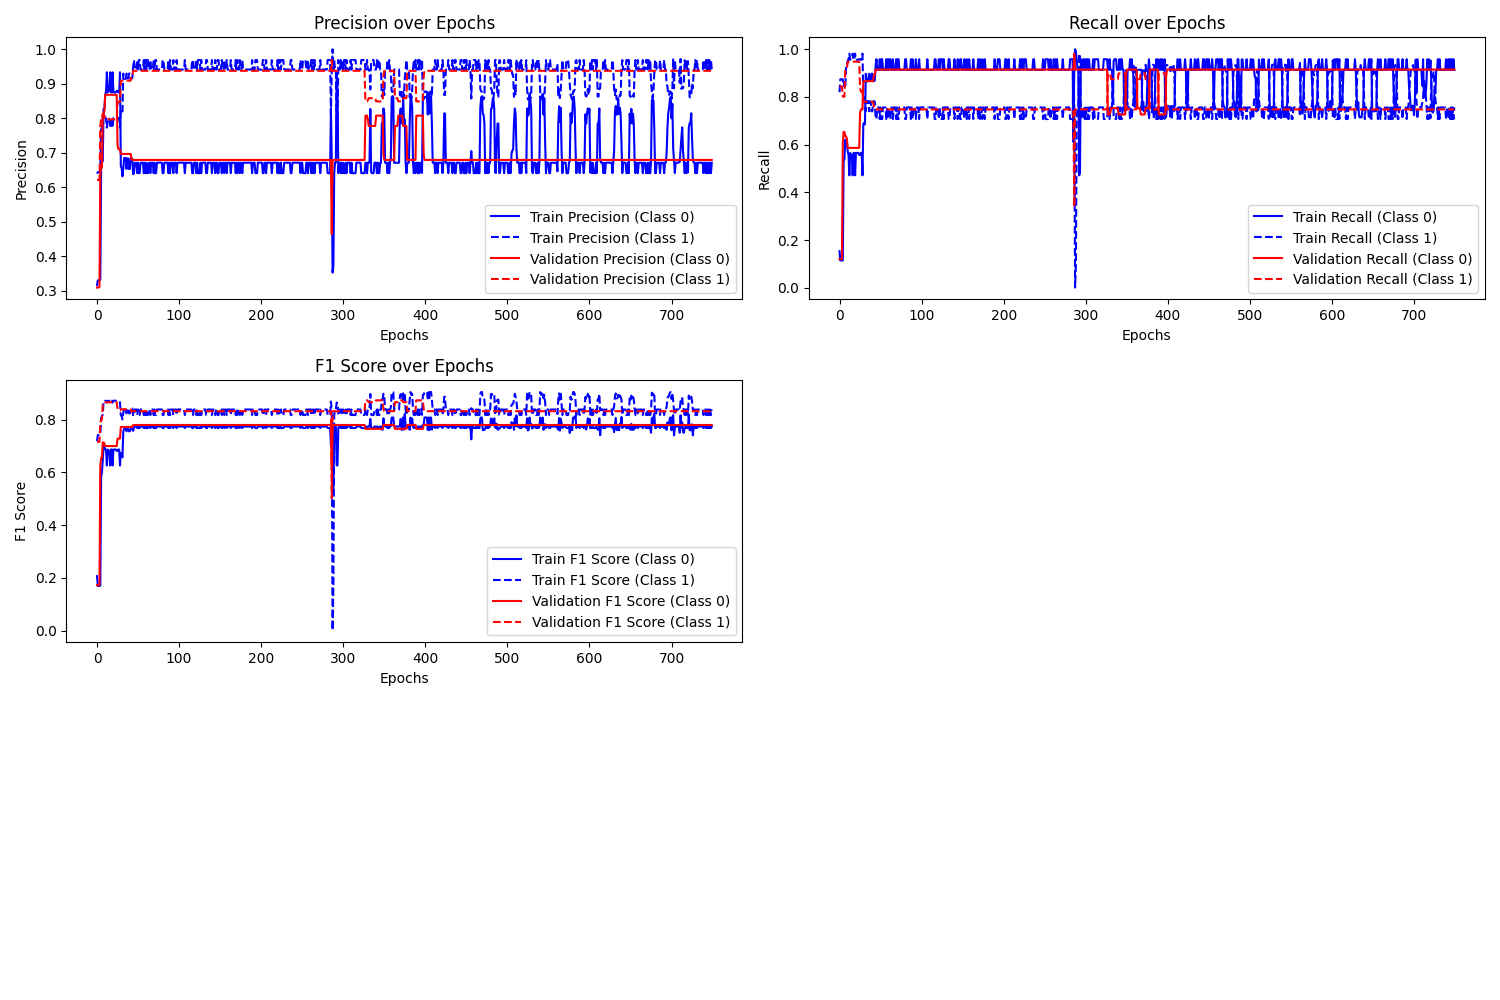 Precision over Epochs
Precision
1.0
0.9
0.8
0.7
0.6
0.5
0.4
0.3
0 100 200 300 400 500 600 700
Epochs
Train Precision (Class 0)
Train Precision (Class 1)
Validation Precision (Class 0)
Validation Precision (Class 1)
Recall over Epochs
Recall
1.0
0.8
0.6
0.4
0.2
0.0
0 100 200 300 400 500 600 700
Epochs
Train Recall (Class 0)
Train Recall (Class 1)
Validation Recall (Class 0)
Validation Recall (Class 1)
F1 Score over Epochs
F1 Score
0.8
0.6
0.4
0.2
0.0
0 100 200 300 400 500 600 700
Epochs
Train F1 Score (Class 0)
Train F1 Score (Class 1)
Validation F1 Score (Class 0)
Validation F1 Score (Class 1)